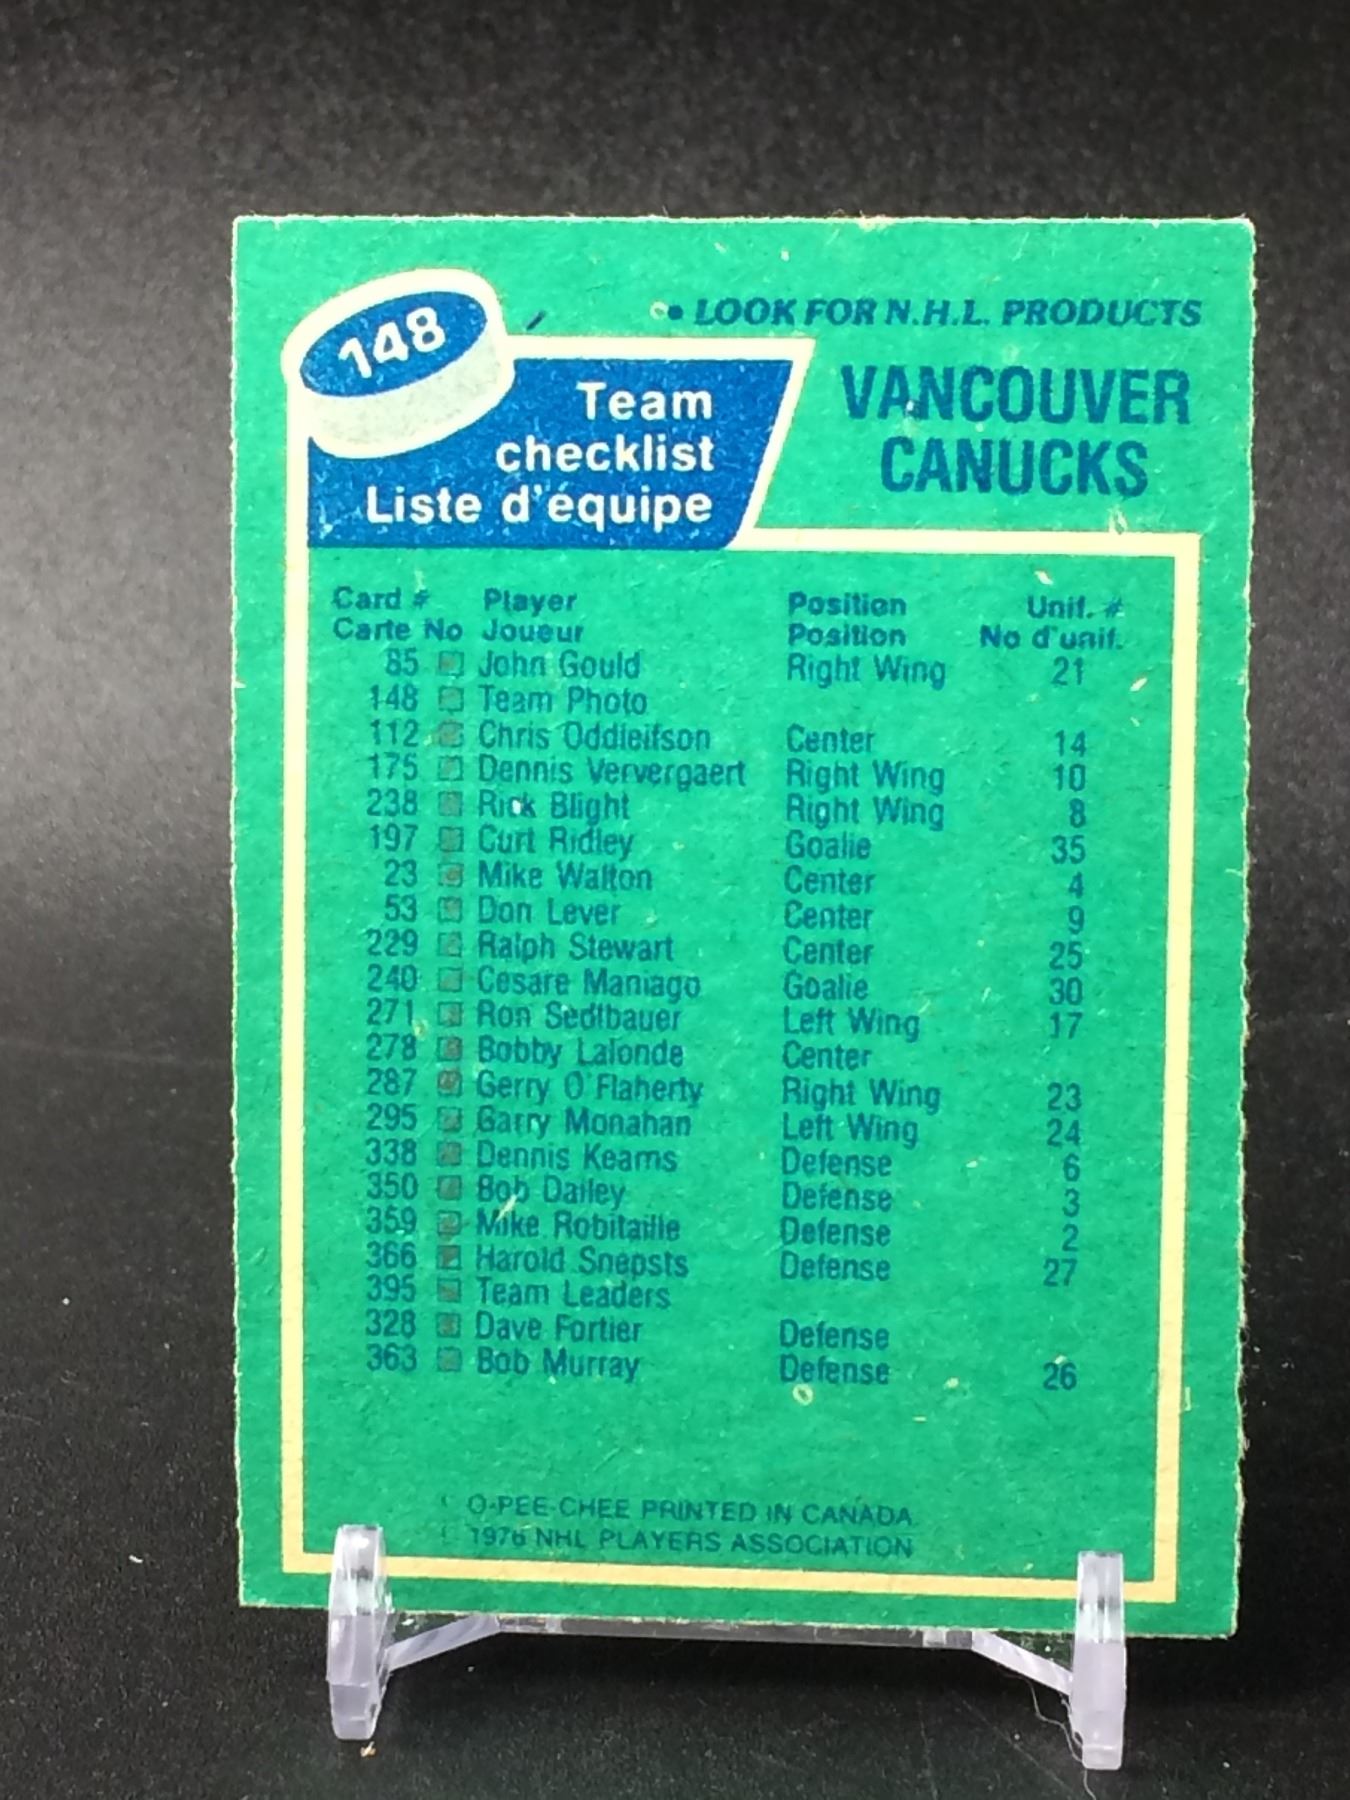 148
• LOOK FOR N.H.L. PRODUCTS
Team
checklist
Liste d'équipe
VANCOUVER
CANUCKS
Card # Player Position Unif. #
Carte No Joueur Position No d'unif.
85 John Gould Right Wing 21
148 Team Photo
112 Chris Oddleifson Center 14
175 Dennis Ververgaert Right Wing 10
238 Rick Blight Right Wing 8
197 Curt Ridley Goalie 35
23 Mike Walton Center 4
53 Don Lever Center 9
229 Ralph Stewart Center 25
240 Cesare Maniago Goalie 30
271 Ron Sedlbauer Left Wing 17
278 Bobby Lalonde Center
287 Gerry O'Flaherty Right Wing 23
295 Garry Monahan Left Wing 24
338 Dennis Kearns Defense 6
350 Bob Dailey Defense 3
359 Mike Robitaille Defense 2
366 Harold Snepsts Defense 27
395 Team Leaders
328 Dave Fortier Defense
363 Bob Murray Defense 26
O-PEE-CHEE PRINTED IN CANADA
1976 NHL PLAYERS ASSOCIATION